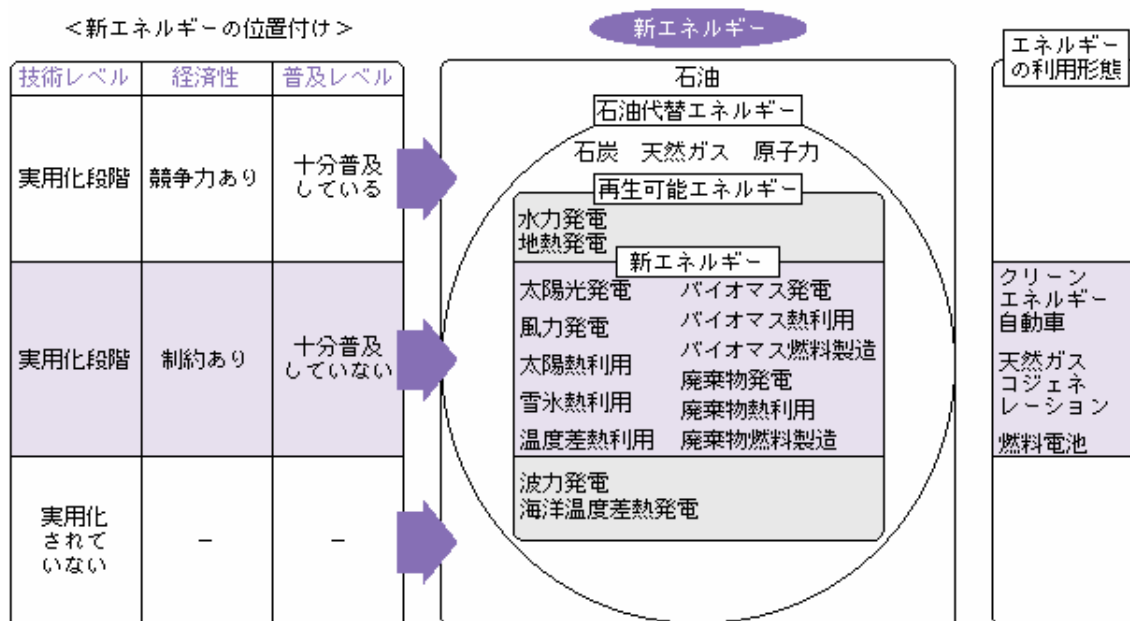 ＜新エネルギーの位置付け＞
新エネルギー
エネルギー
の利用形態
技術レベル 経済性 普及レベル
実用化段階 競争力あり 十分普及
している
実用化段階 制約あり 十分普及
していない
実用化
されて
いない
－ －
石油
石油代替エネルギー
石炭 天然ガス 原子力
再生可能エネルギー
水力発電
地熱発電
新エネルギー
太陽光発電
風力発電
太陽熱利用
雪氷熱利用
温度差熱利用
バイオマス発電
バイオマス熱利用
バイオマス燃料製造
廃棄物発電
廃棄物熱利用
廃棄物燃料製造
波力発電
海洋温度差熱発電
クリーン
エネルギー
自動車
天然ガス
コジェネ
レーション
燃料電池